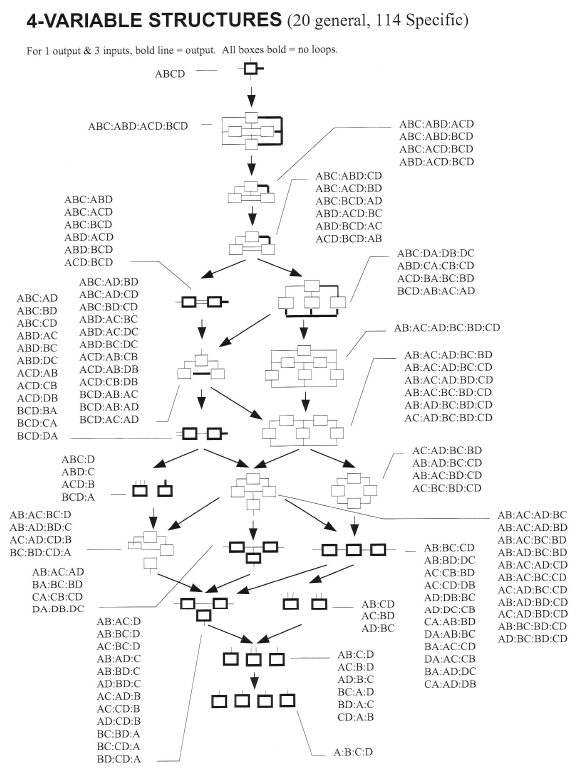 4-VARIABLE STRUCTURES (20 general, 114 Specific)
For 1 output & 3 inputs, bold line = output.  All boxes bold = no loops.
ABCD
ABC:ABD:ACD:BCD
ABC:ABD:ACD
ABC:ABD:BCD
ABC:ACD:BCD
ABD:ACD:BCD
ABC:ABD:CD
ABC:ACD:BD
ABC:BCD:AD
ABD:ACD:BC
ABD:BCD:AC
ACD:BCD:AB
ABC:ABD
ABC:ACD
ABC:BCD
ABD:ACD
ABD:BCD
ACD:BCD
ABC:DA:DB:DC
ABD:CA:CB:CD
ACD:BA:BC:BD
BCD:AB:AC:AD
ABC:AD:BD
ABC:AD:CD
ABC:BD:CD
ABD:AC:BC
ABD:AC:DC
ABD:BC:DC
ACD:AB:CB
ACD:AB:DB
ACD:CB:DB
BCD:AB:AC
BCD:AB:AD
BCD:AC:AD
ABC:AD
ABC:BD
ABC:CD
ABD:AC
ABD:BC
ABD:DC
ACD:AB
ACD:CB
ACD:DB
BCD:BA
BCD:CA
BCD:DA
AB:AC:AD:BC:BD:CD
AB:AC:AD:BC:BD
AB:AC:AD:BC:CD
AB:AC:AD:BD:CD
AB:AC:BC:BD:CD
AB:AD:BC:BD:CD
AC:AD:BC:BD:CD
ABC:D
ABD:C
ACD:B
BCD:A
AC:AD:BC:BD
AB:AD:BC:CD
AB:AC:BD:CD
AC:BC:BD:CD
AB:AC:BC:D
AB:AD:BD:C
AC:AD:CD:B
BC:BD:CD:A
AB:AC:AD:BC
AB:AC:AD:BD
AB:AC:BC:BD
AB:AD:BC:BD
AB:AC:AD:CD
AB:AC:BC:CD
AC:AD:BC:CD
AB:AD:BD:CD
AC:AD:BD:CD
AB:BC:BD:CD
AD:BC:BD:CD
AB:AC:AD
BA:BC:BD
CA:CB:CD
DA:DB:DC
AB:BC:CD
AB:BD:DC
AC:CB:BD
AC:CD:DB
AD:DB:BC
AD:DC:CB
CA:AB:BD
DA:AB:BC
BA:AC:CD
DA:AC:CB
BA:AD:DC
CA:AD:DB
AB:CD
AC:BD
AD:BC
AB:AC:D
AB:BC:D
AC:BC:D
AB:AD:C
AB:BD:C
AD:BD:C
AC:AD:B
AC:CD:B
AD:CD:B
BC:BD:A
BC:CD:A
BD:CD:A
AB:C:D
AC:B:D
AD:B:C
BC:A:D
BD:A:C
CD:A:B
A:B:C:D